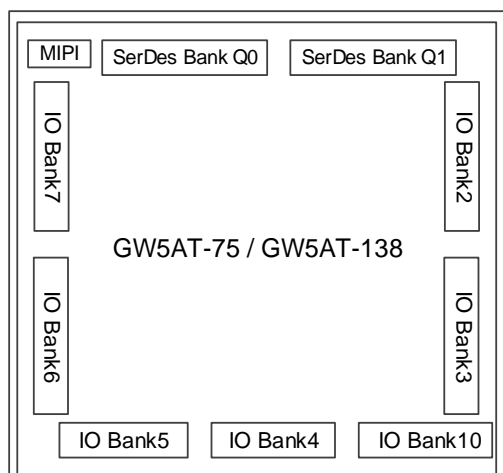 MIPI
SerDes Bank Q0
SerDes Bank Q1
IO Bank7
IO Bank2
GW5AT-75 / GW5AT-138
IO Bank6
IO Bank3
IO Bank5
IO Bank4
IO Bank10